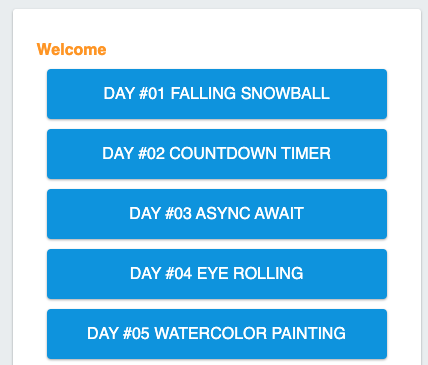 Welcome
DAY #01 FALLING SNOWBALL
DAY #02 COUNTDOWN TIMER
DAY #03 ASYNC AWAIT
DAY #04 EYE ROLLING
DAY #05 WATERCOLOR PAINTING